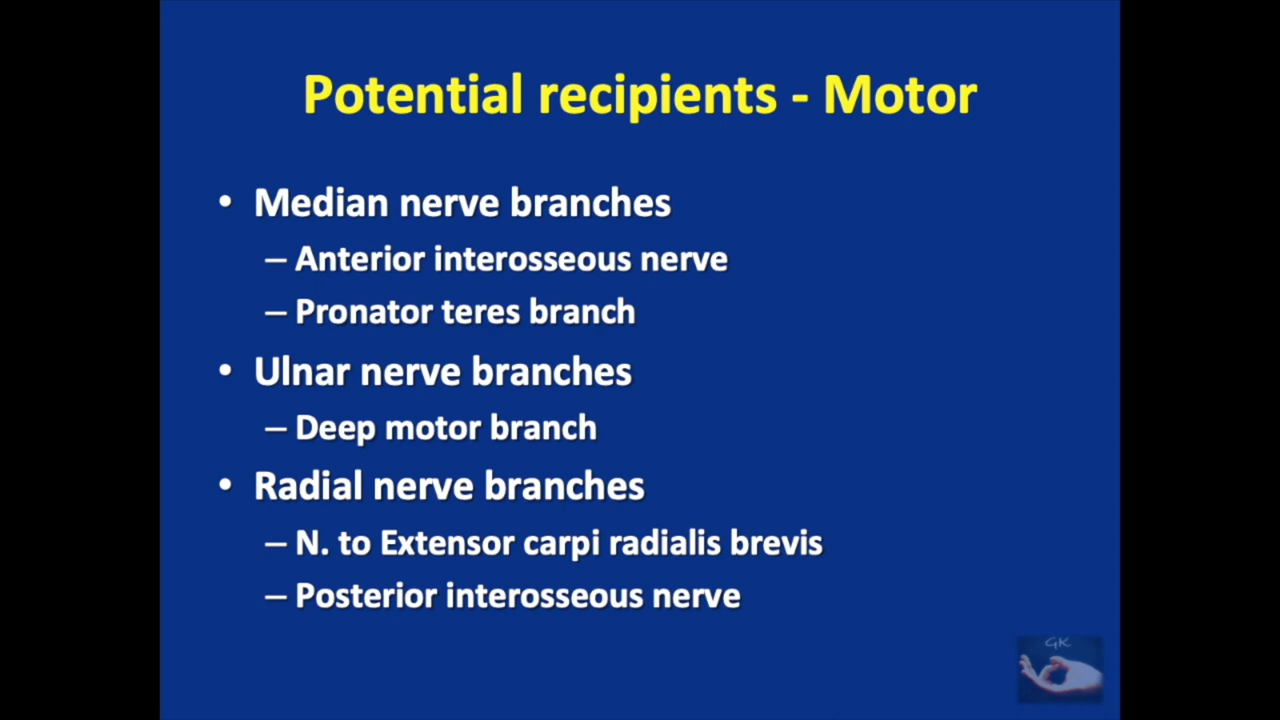 Potential recipients - Motor
• Median nerve branches
– Anterior interosseous nerve
– Pronator teres branch
• Ulnar nerve branches
– Deep motor branch
• Radial nerve branches
– N. to Extensor carpi radialis brevis
– Posterior interosseous nerve
GK